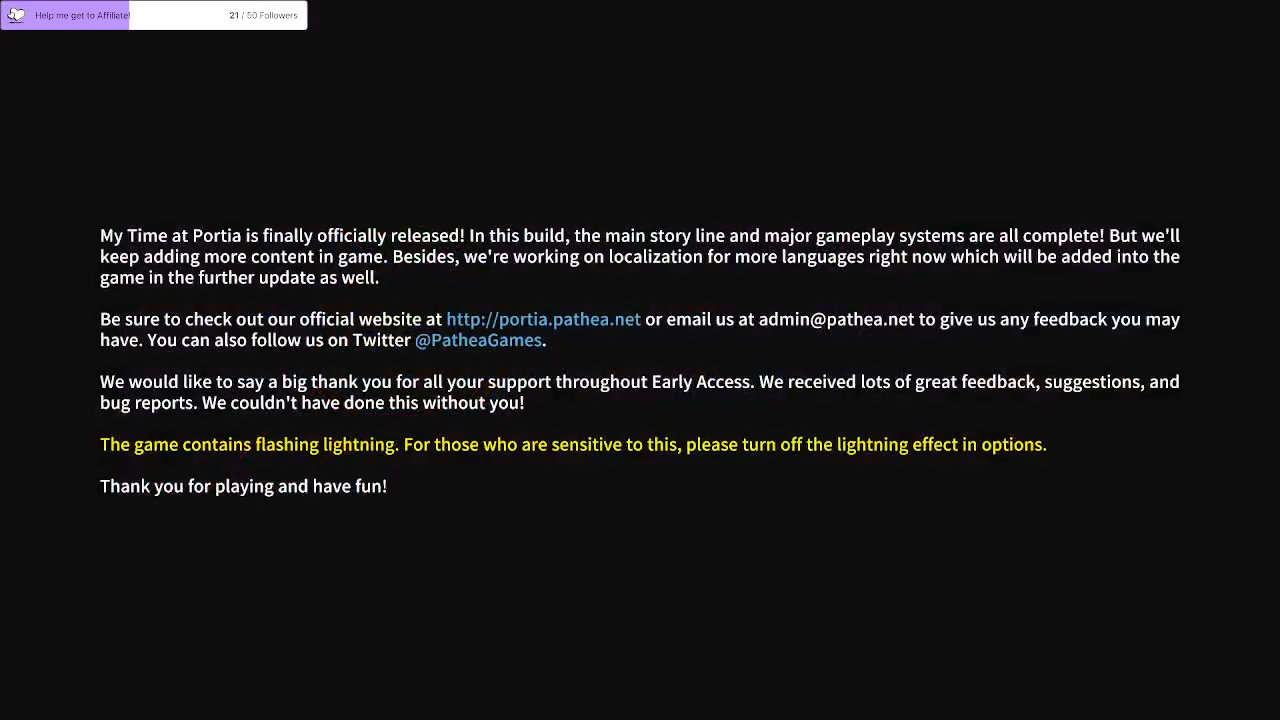 Help me get to Affiliate!
21 / 50 Followers
My Time at Portia is finally officially released! In this build, the main story line and major gameplay systems are all complete! But we'll
keep adding more content in game. Besides, we're working on localization for more languages right now which will be added into the
game in the further update as well.
Be sure to check out our official website at http://portia.pathea.net or email us at admin@pathea.net to give us any feedback you may
have. You can also follow us on Twitter @PatheaGames.
We would like to say a big thank you for all your support throughout Early Access. We received lots of great feedback, suggestions, and
bug reports. We couldn't have done this without you!
The game contains flashing lightning. For those who are sensitive to this, please turn off the lightning effect in options.
Thank you for playing and have fun!